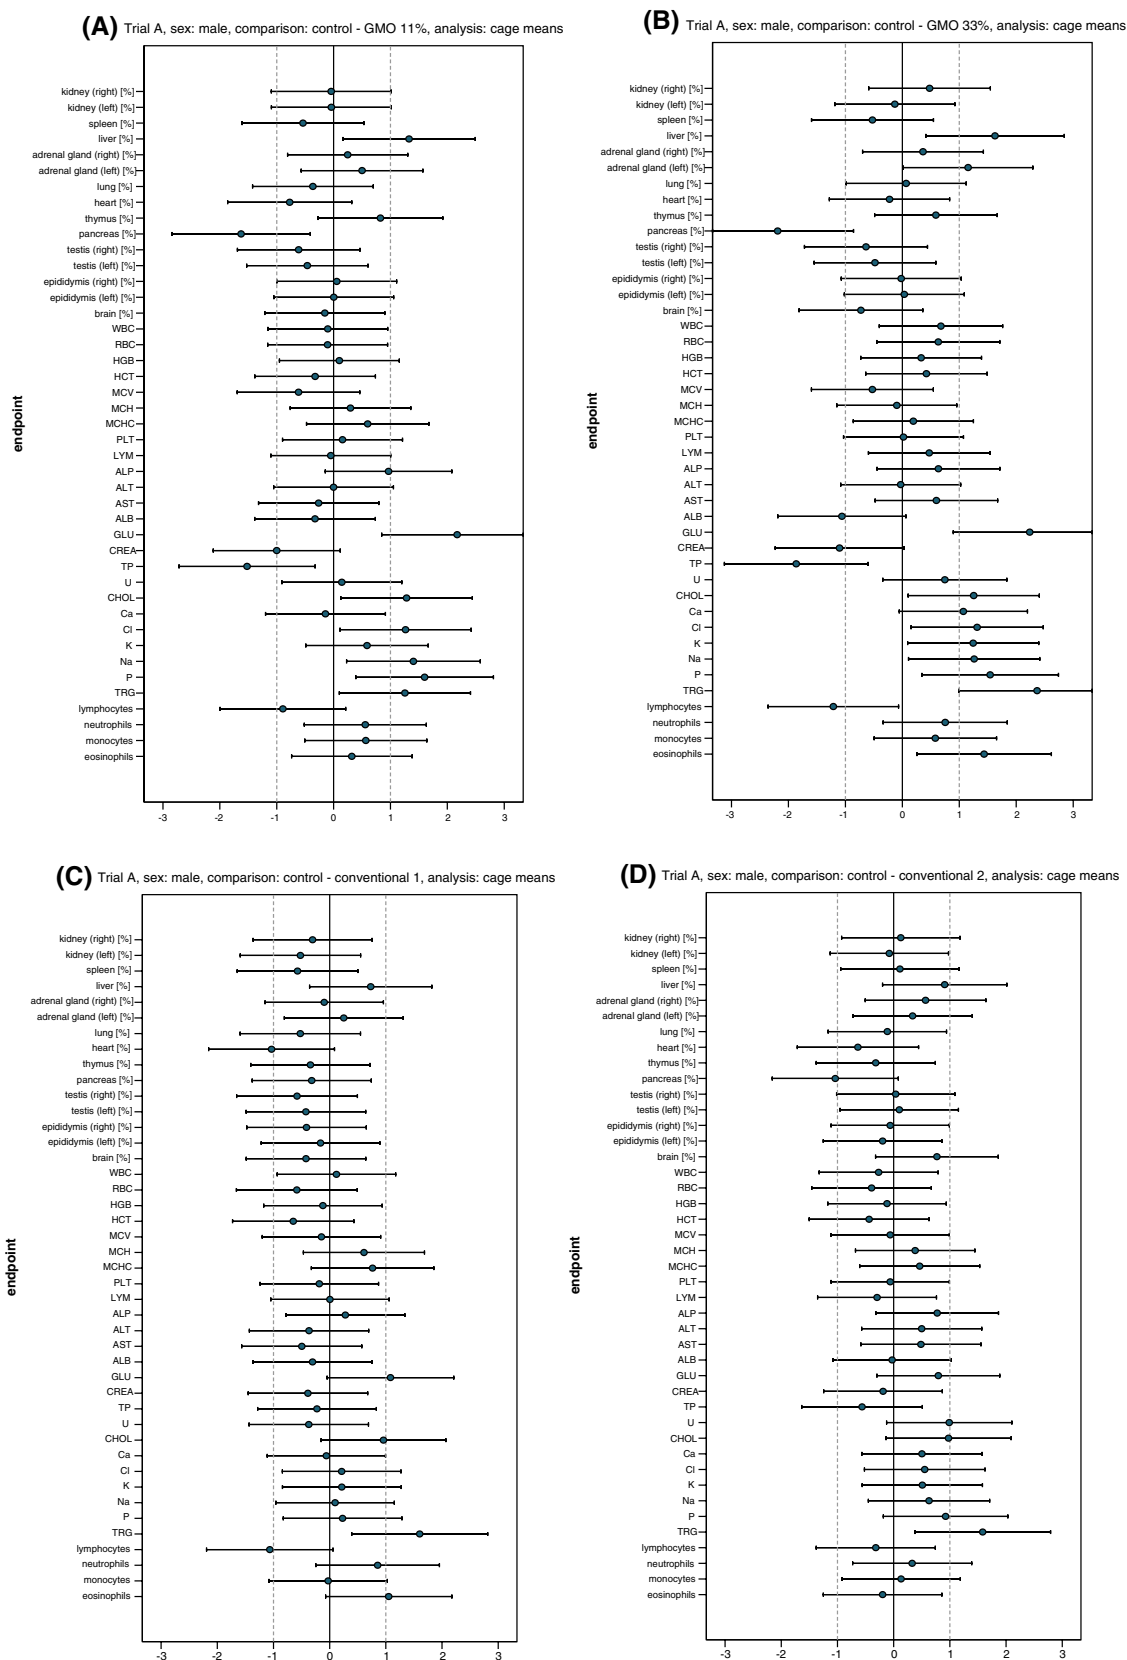 (A) Trial A, sex: male, comparison: control - GMO 11%, analysis: cage means
endpoint
kidney (right) [%]
kidney (left) [%]
spleen [%]
liver [%]
adrenal gland (right) [%]
adrenal gland (left) [%]
lung [%]
heart [%]
thymus [%]
pancreas [%]
testis (right) [%]
testis (left) [%]
epididymis (right) [%]
epididymis (left) [%]
brain [%]
WBC
RBC
HGB
HCT
MCV
MCH
MCHC
PLT
LYM
ALP
ALT
AST
ALB
GLU
CREA
TP
U
CHOL
Ca
Cl
K
Na
P
TRG
lymphocytes
neutrophils
monocytes
eosinophils
-3 -2 -1 0 1 2 3
(B) Trial A, sex: male, comparison: control - GMO 33%, analysis: cage means
endpoint
kidney (right) [%]
kidney (left) [%]
spleen [%]
liver [%]
adrenal gland (right) [%]
adrenal gland (left) [%]
lung [%]
heart [%]
thymus [%]
pancreas [%]
testis (right) [%]
testis (left) [%]
epididymis (right) [%]
epididymis (left) [%]
brain [%]
WBC
RBC
HGB
HCT
MCV
MCH
MCHC
PLT
LYM
ALP
ALT
AST
ALB
GLU
CREA
TP
U
CHOL
Ca
Cl
K
Na
P
TRG
lymphocytes
neutrophils
monocytes
eosinophils
-3 -2 -1 0 1 2 3
(C) Trial A, sex: male, comparison: control - conventional 1, analysis: cage means
endpoint
kidney (right) [%]
kidney (left) [%]
spleen [%]
liver [%]
adrenal gland (right) [%]
adrenal gland (left) [%]
lung [%]
heart [%]
thymus [%]
pancreas [%]
testis (right) [%]
testis (left) [%]
epididymis (right) [%]
epididymis (left) [%]
brain [%]
WBC
RBC
HGB
HCT
MCV
MCH
MCHC
PLT
LYM
ALP
ALT
AST
ALB
GLU
CREA
TP
U
CHOL
Ca
Cl
K
Na
P
TRG
lymphocytes
neutrophils
monocytes
eosinophils
-3 -2 -1 0 1 2 3
(D) Trial A, sex: male, comparison: control - conventional 2, analysis: cage means
endpoint
kidney (right) [%]
kidney (left) [%]
spleen [%]
liver [%]
adrenal gland (right) [%]
adrenal gland (left) [%]
lung [%]
heart [%]
thymus [%]
pancreas [%]
testis (right) [%]
testis (left) [%]
epididymis (right) [%]
epididymis (left) [%]
brain [%]
WBC
RBC
HGB
HCT
MCV
MCH
MCHC
PLT
LYM
ALP
ALT
AST
ALB
GLU
CREA
TP
U
CHOL
Ca
Cl
K
Na
P
TRG
lymphocytes
neutrophils
monocytes
eosinophils
-3 -2 -1 0 1 2 3